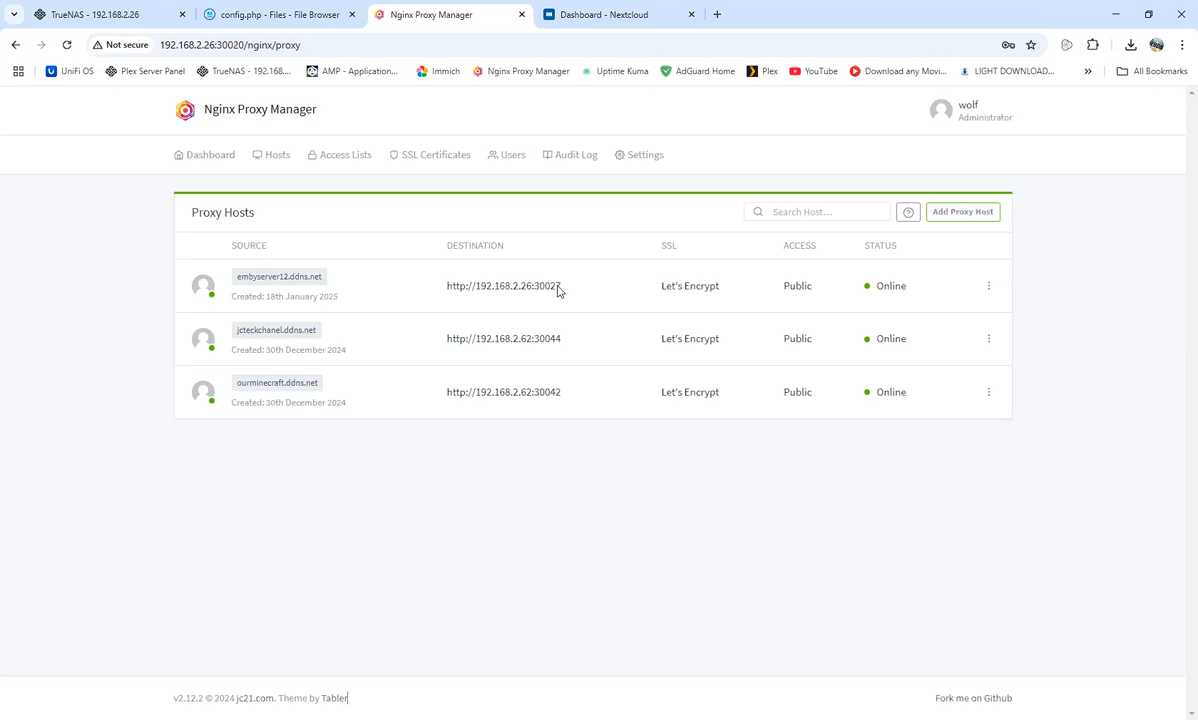 TrueNAS - 192.168.2.26
config.php - Files - File Browser
Nginx Proxy Manager
Dashboard - Nextcloud
Not secure
192.168.2.26:30020/nginx/proxy
UniFi OS
Plex Server Panel
TrueNAS - 192.168....
AMP - Application...
Immich
Nginx Proxy Manager
Uptime Kuma
AdGuard Home
Plex
YouTube
Download any Movi...
LIGHT DOWNLOAD...
All Bookmarks
Nginx Proxy Manager
wolf
Administrator
Dashboard
Hosts
Access Lists
SSL Certificates
Users
Audit Log
Settings
Proxy Hosts
Search Host...
Add Proxy Host
SOURCE DESTINATION SSL ACCESS STATUS
embyserver12.ddns.net
Created: 18th January 2025
http://192.168.2.26:30027 Let's Encrypt Public Online
jcteckchanel.ddns.net
Created: 30th December 2024
http://192.168.2.62:30044 Let's Encrypt Public Online
ourminecraft.ddns.net
Created: 30th December 2024
http://192.168.2.62:30042 Let's Encrypt Public Online
v2.12.2 © 2024 jc21.com. Theme by Tabler
Fork me on Github